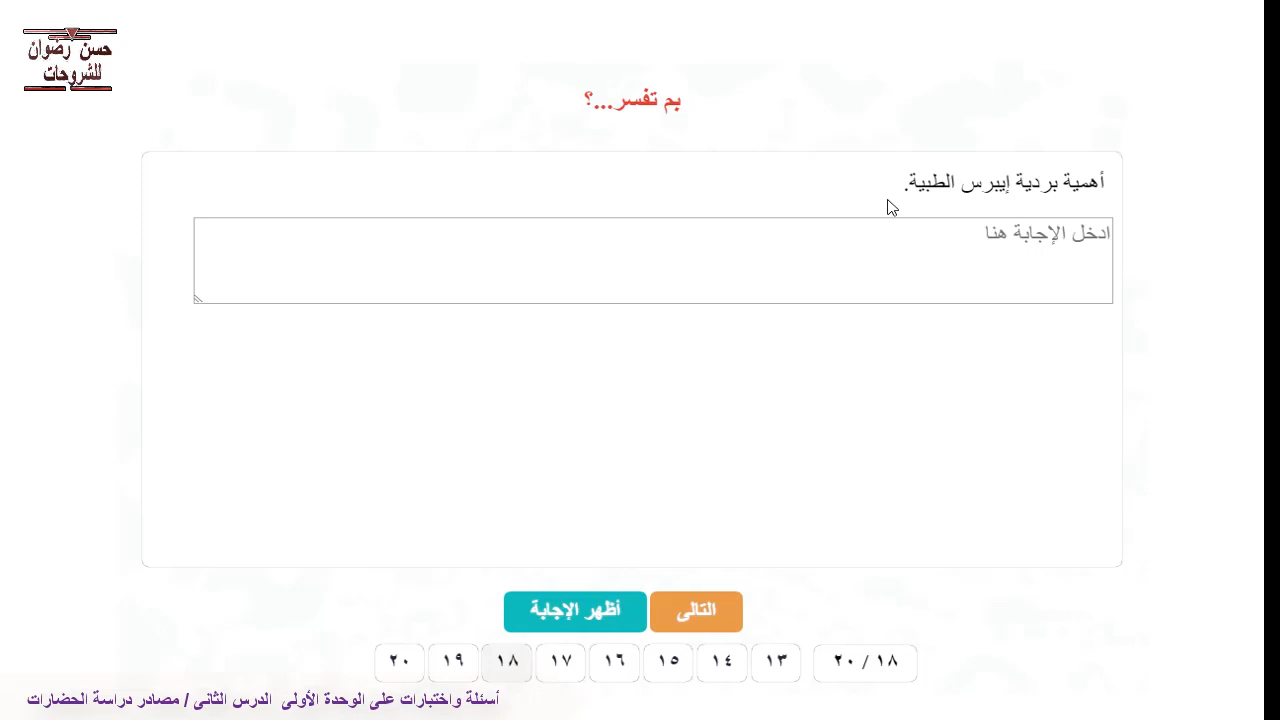 حسن رضوان
للشروحات
بم تفسر...؟
أهمية بردية إيبرس الطبية.
ادخل الإجابة هنا
التالى
أظهر الإجابة
١٨ / ٢٠
١٣
١٤
١٥
١٦
١٧
١٨
١٩
٢٠
أسئلة واختبارات على الوحدة الأولى الدرس الثانى / مصادر دراسة الحضارات